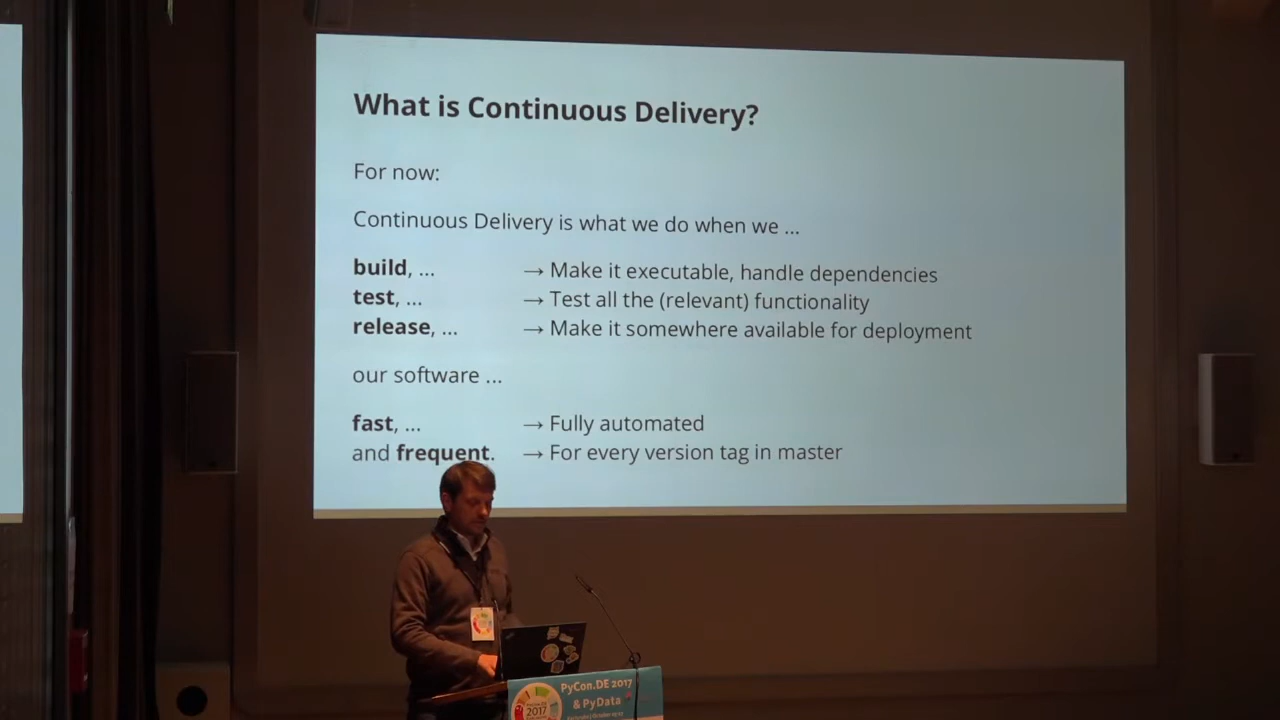 What is Continuous Delivery?
For now:
Continuous Delivery is what we do when we ...
build, ... → Make it executable, handle dependencies
test, ... → Test all the (relevant) functionality
release, ... → Make it somewhere available for deployment
our software ...
fast, ... → Fully automated
and frequent. → For every version tag in master
PyCon.DE 2017
& PyData
2017